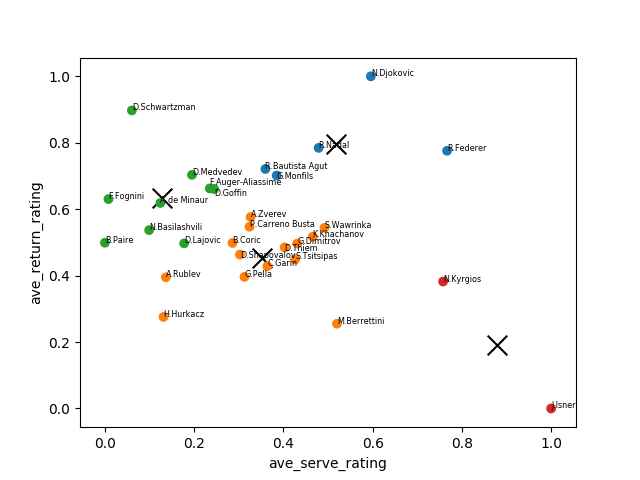 1.0
N.Djokovic
D.Schwartzman
0.8
R.Nadal
R.Federer
R.Bautista Agut
D.Medvedev
G.Monfils
F.Auger-Aliassime
D.Goffin
F.Fognini
A.de Minaur
0.6
A.Zverev
P.Carreno Busta
S.Wawrinka
N.Basilashvili
K.Khachanov
B.Paire
D.Lajovic
B.Coric
G.Dimitrov
D.Thiem
D.Shapovalov
S.Tsitsipas
C.Garin
0.4
A.Rublev
G.Pella
N.Kyrgios
H.Hurkacz
M.Berrettini
0.2
0.0
J.Isner
ave_return_rating
0.0 0.2 0.4 0.6 0.8 1.0
ave_serve_rating